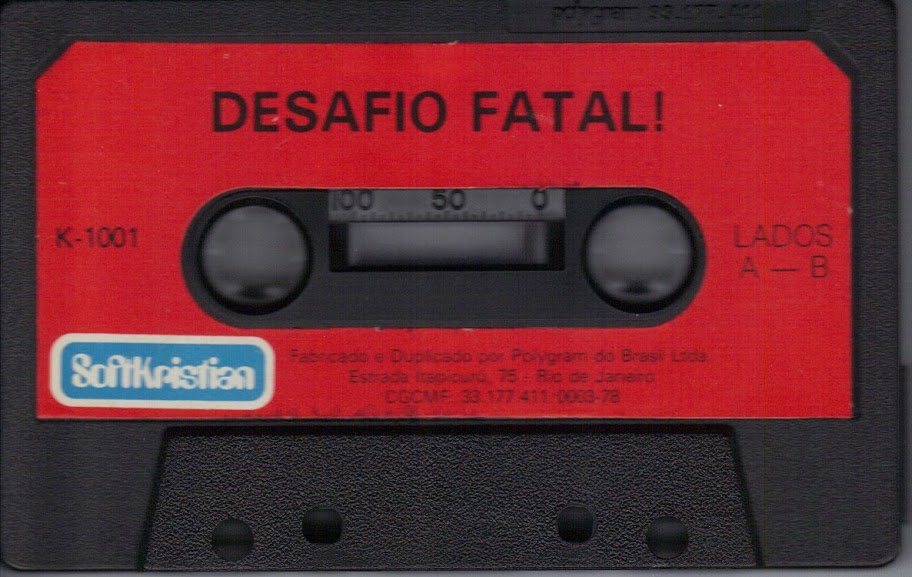 polygram 33.177.411
DESAFIO FATAL!
100 50 0
K-1001
LADOS
A — B
SoftKristian
Fabricado e Duplicado por Polygram do Brasil Ltda.
Estrada Itapicurú, 75 - Rio de Janeiro
CGCMF. 33 177 411/0003-78